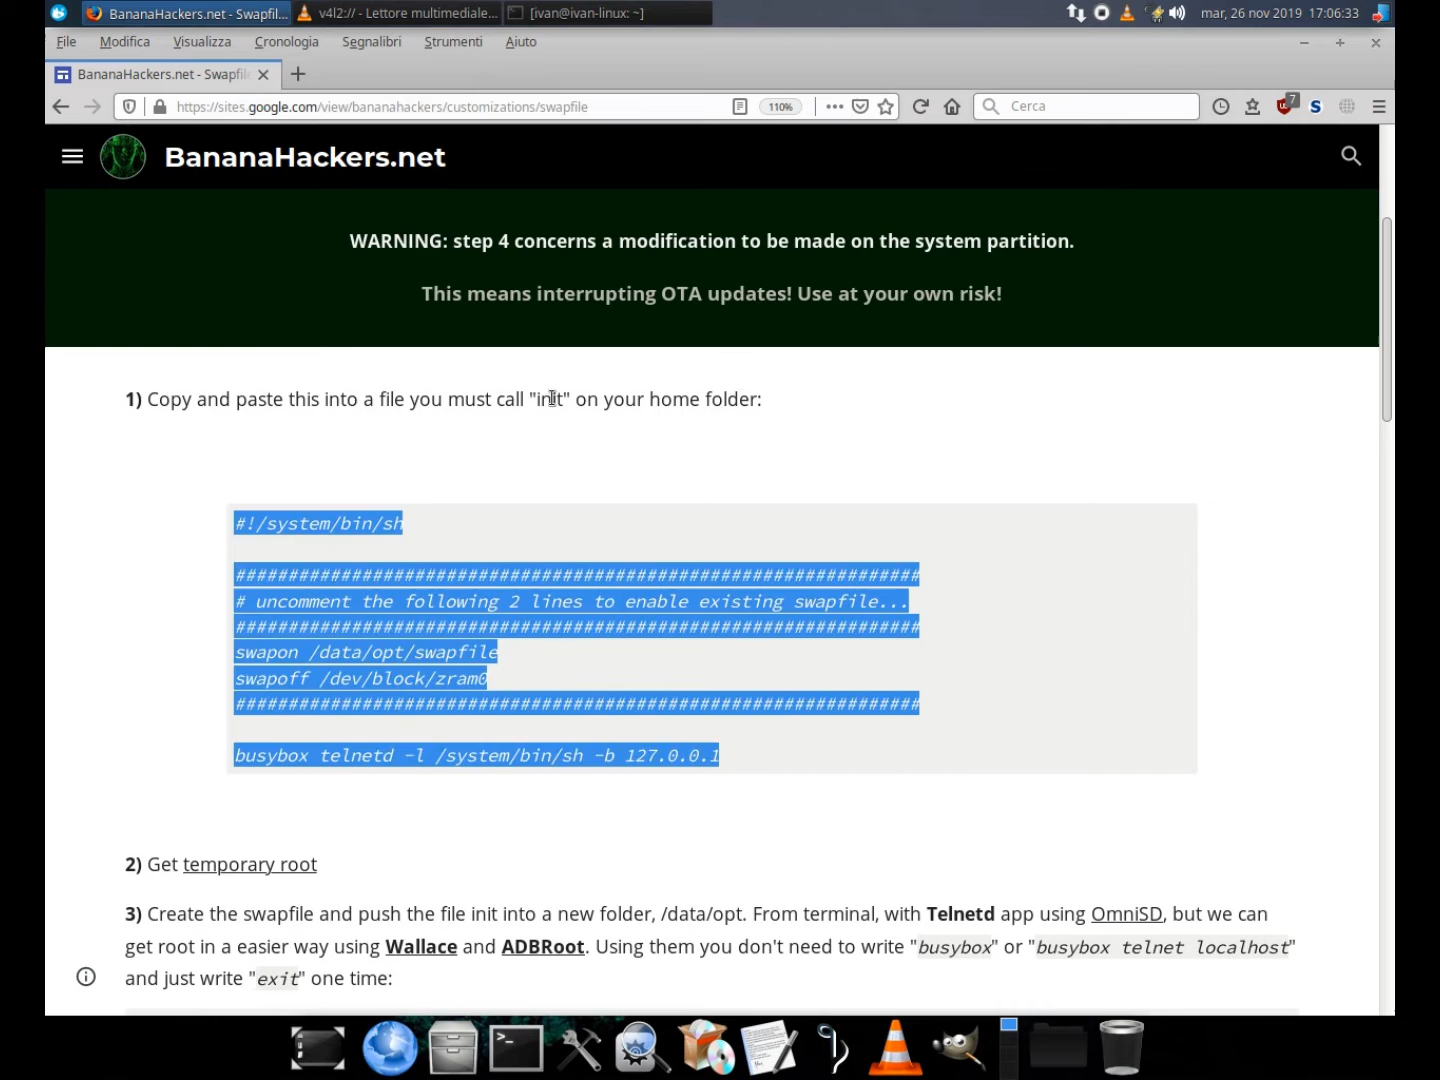 BananaHackers.net - Swapfil...
v4l2:// - Lettore multimediale...
[ivan@ivan-linux: ~]
mar, 26 nov 2019 17:06:33
File Modifica Visualizza Cronologia Segnalibri Strumenti Aiuto
BananaHackers.net - Swapfil
https://sites.google.com/view/bananahackers/customizations/swapfile
110%
Cerca
7
S
BananaHackers.net
WARNING: step 4 concerns a modification to be made on the system partition.
This means interrupting OTA updates! Use at your own risk!
1) Copy and paste this into a file you must call "init" on your home folder:
#!/system/bin/sh
#################################################################
# uncomment the following 2 lines to enable existing swapfile...
#################################################################
swapon /data/opt/swapfile
swapoff /dev/block/zram0
#################################################################
busybox telnetd -l /system/bin/sh -b 127.0.0.1
2) Get temporary root
3) Create the swapfile and push the file init into a new folder, /data/opt. From terminal, with Telnetd app using OmniSD, but we can
get root in a easier way using Wallace and ADBRoot. Using them you don't need to write "busybox" or "busybox telnet localhost"
and just write "exit" one time: